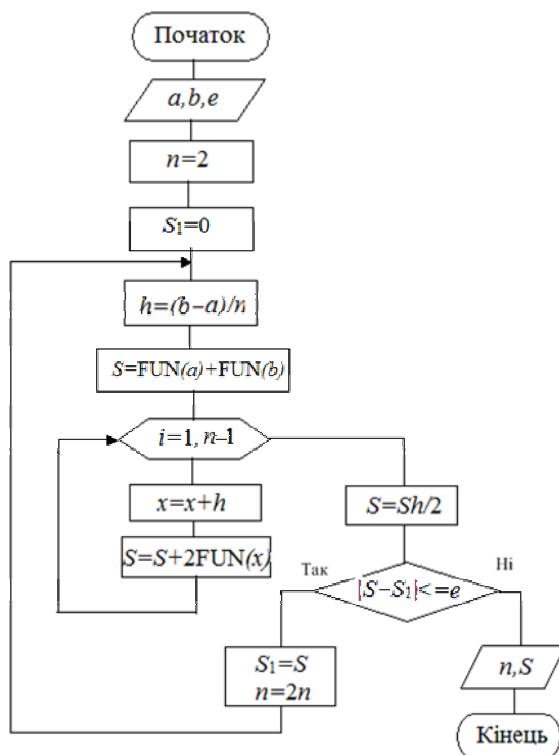 Початок
a,b,e
n=2
S₁=0
h=(b–a)/n
S=FUN(a)+FUN(b)
i=1, n–1
x=x+h
S=S+2FUN(x)
S=Sh/2
Так
|S–S₁|<=e
Ні
S₁=S
n=2n
n,S
Кінець